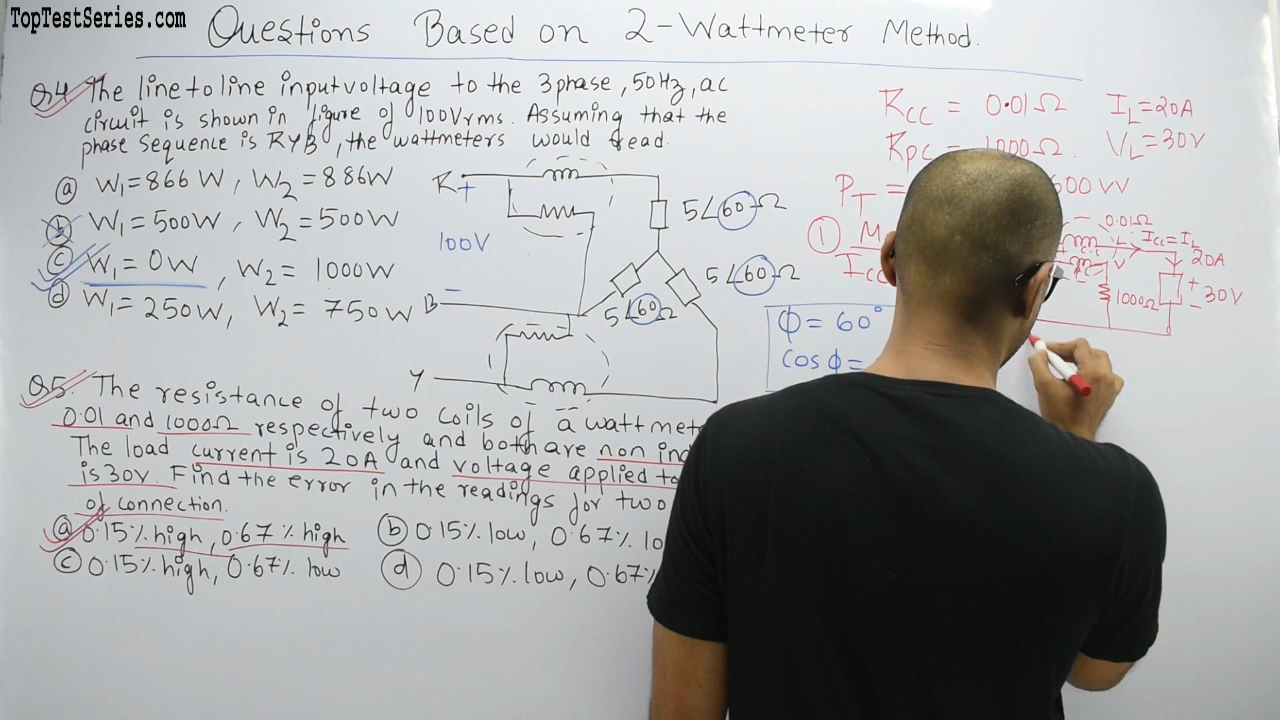 TopTestSeries.com
Questions Based on 2-Wattmeter Method.
Q4 The line to line input voltage to the 3 phase, 50Hz, ac
circuit is shown in figure of 100V rms. Assuming that the
phase sequence is RYB, the wattmeters would read.
(a) W1 = 866 W, W2 = 886W
(b) W1 = 500W, W2 = 500W
(c) W1 = 0W, W2 = 1000W
(d) W1 = 250W, W2 = 750W
R +
100V
−
B
Y
5∠60 Ω
5∠60 Ω
5∠60 Ω
Q5. The resistance of two coils of a wattmet
0.01 and 1000Ω respectively and both are non in
The load current is 20A and voltage applied to
is 30V. Find the error in the readings for two
of connection.
(a) 0.15% high, 0.67% high
(b) 0.15% low, 0.67% lo
(c) 0.15% high, 0.67% low
(d) 0.15% low, 0.67%
RCC = 0.01Ω IL = 20A
RPC = 1000Ω. VL = 30V
PT = 600 W
(1) M
ICC
0.01Ω
ICC = IL
L
V
20A
1000Ω
+
−
30V
Φ = 60°
cos Φ =